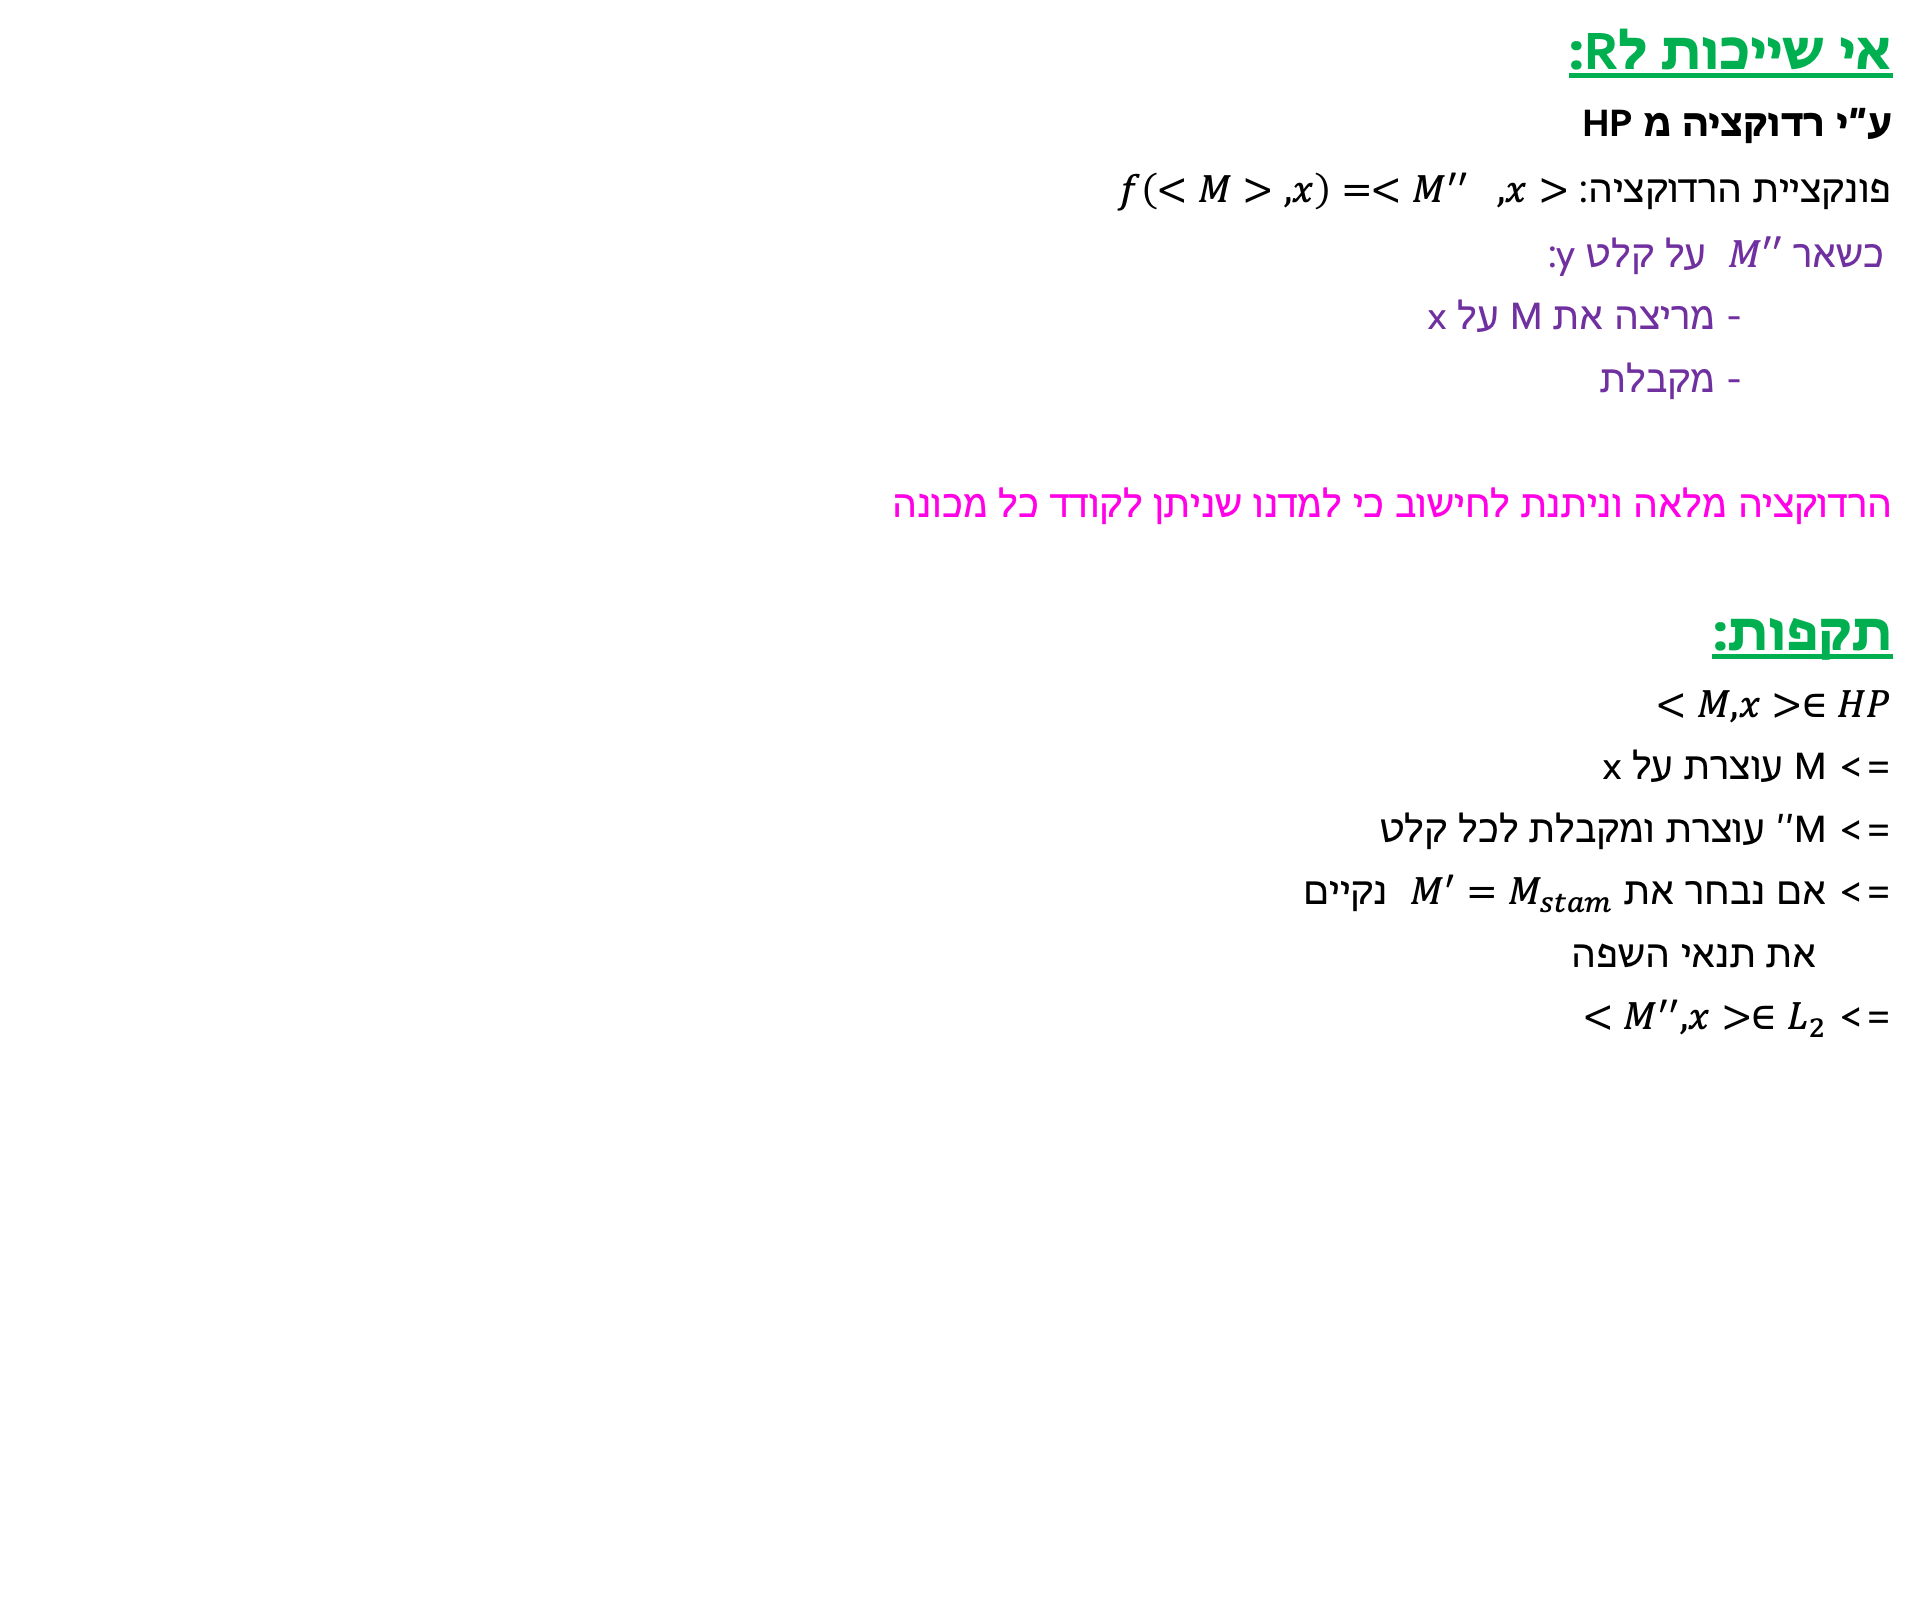 אי שייכות לR:
ע"י רדוקציה מ HP
פונקציית הרדוקציה: f(< M >,x) =< M′′ ,x >
כשאר M′′ על קלט y:
- מריצה את M על x
- מקבלת
הרדוקציה מלאה וניתנת לחישוב כי למדנו שניתן לקודד כל מכונה
תקפות:
< M,x >∈ HP
=> M עוצרת על x
=> M'' עוצרת ומקבלת לכל קלט
=> אם נבחר את M′ = M_stam נקיים
את תנאי השפה
=> < M′′,x >∈ L₂